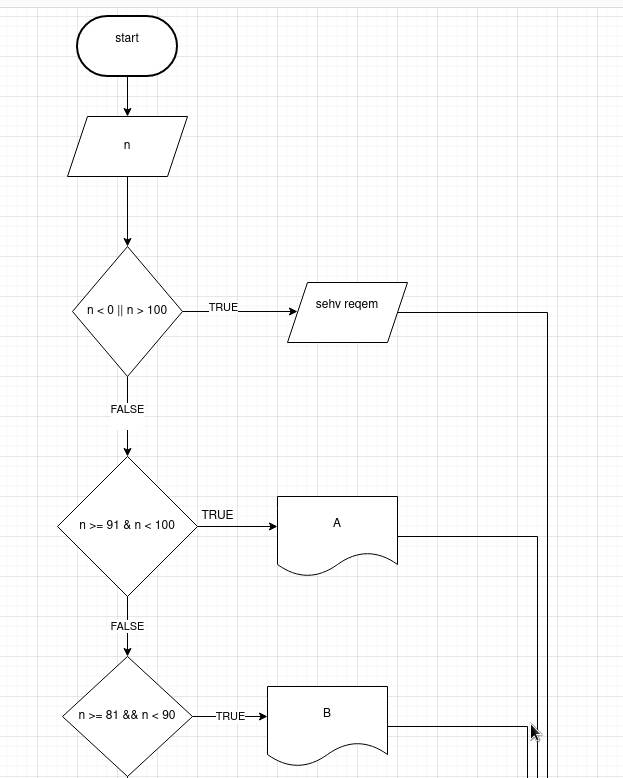 start
n
n < 0 || n > 100
TRUE
sehv reqem
FALSE
n >= 91 & n < 100
TRUE
A
FALSE
n >= 81 && n < 90
TRUE
B